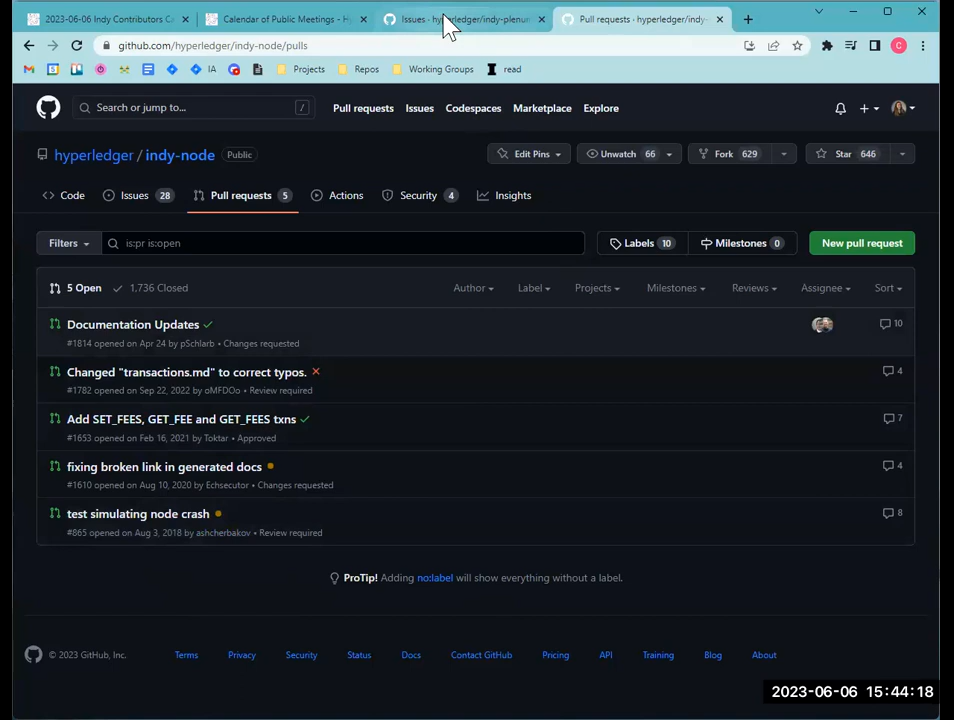 2023-06-06 Indy Contributors C
Calendar of Public Meetings - Hy
Issues - hyperledger/indy-plenum
Pull requests · hyperledger/indy-
github.com/hyperledger/indy-node/pulls
IA Projects Repos Working Groups read
Search or jump to... /
Pull requests Issues Codespaces Marketplace Explore
hyperledger / indy-node Public
Edit Pins Unwatch 66 Fork 629 Star 646
Code Issues 28 Pull requests 5 Actions Security 4 Insights
Filters is:pr is:open Labels 10 Milestones 0 New pull request
5 Open 1,736 Closed Author Label Projects Milestones Reviews Assignee Sort
Documentation Updates 10
#1814 opened on Apr 24 by pSchlarb • Changes requested
Changed "transactions.md" to correct typos. 4
#1782 opened on Sep 22, 2022 by oMFDOo • Review required
Add SET_FEES, GET_FEE and GET_FEES txns 7
#1653 opened on Feb 16, 2021 by Toktar • Approved
fixing broken link in generated docs 4
#1610 opened on Aug 10, 2020 by Echsecutor • Changes requested
test simulating node crash 8
#865 opened on Aug 3, 2018 by ashcherbakov • Review required
ProTip! Adding no:label will show everything without a label.
© 2023 GitHub, Inc. Terms Privacy Security Status Docs Contact GitHub Pricing API Training Blog About
2023-06-06 15:44:18